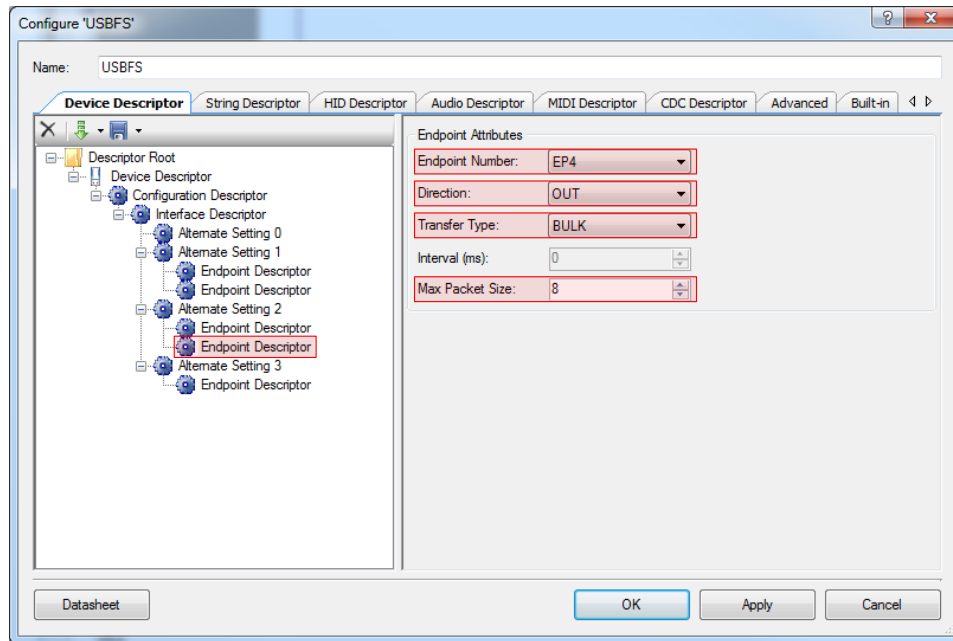 Configure 'USBFS'
Name: USBFS
Device Descriptor String Descriptor HID Descriptor Audio Descriptor MIDI Descriptor CDC Descriptor Advanced Built-in
Descriptor Root
Device Descriptor
Configuration Descriptor
Interface Descriptor
Alternate Setting 0
Alternate Setting 1
Endpoint Descriptor
Endpoint Descriptor
Alternate Setting 2
Endpoint Descriptor
Endpoint Descriptor
Alternate Setting 3
Endpoint Descriptor
Endpoint Attributes
Endpoint Number: EP4
Direction: OUT
Transfer Type: BULK
Interval (ms): 0
Max Packet Size: 8
Datasheet OK Apply Cancel